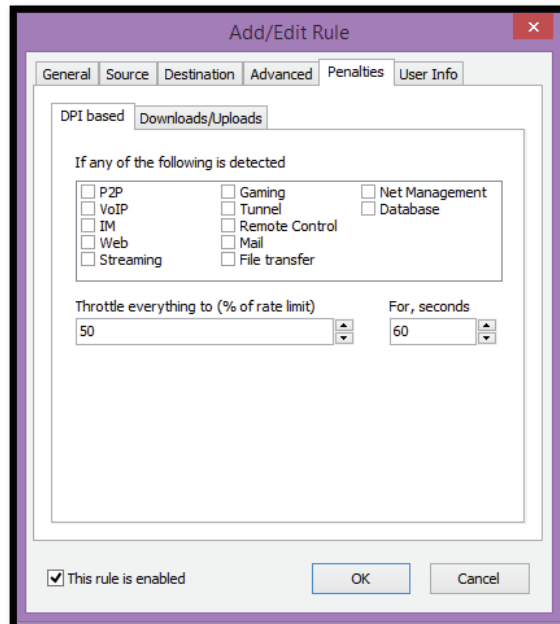 Add/Edit Rule
General Source Destination Advanced Penalties User Info
DPI based Downloads/Uploads
If any of the following is detected
P2P Gaming Net Management
VoIP Tunnel Database
IM Remote Control
Web Mail
Streaming File transfer
Throttle everything to (% of rate limit) For, seconds
50 60
This rule is enabled OK Cancel